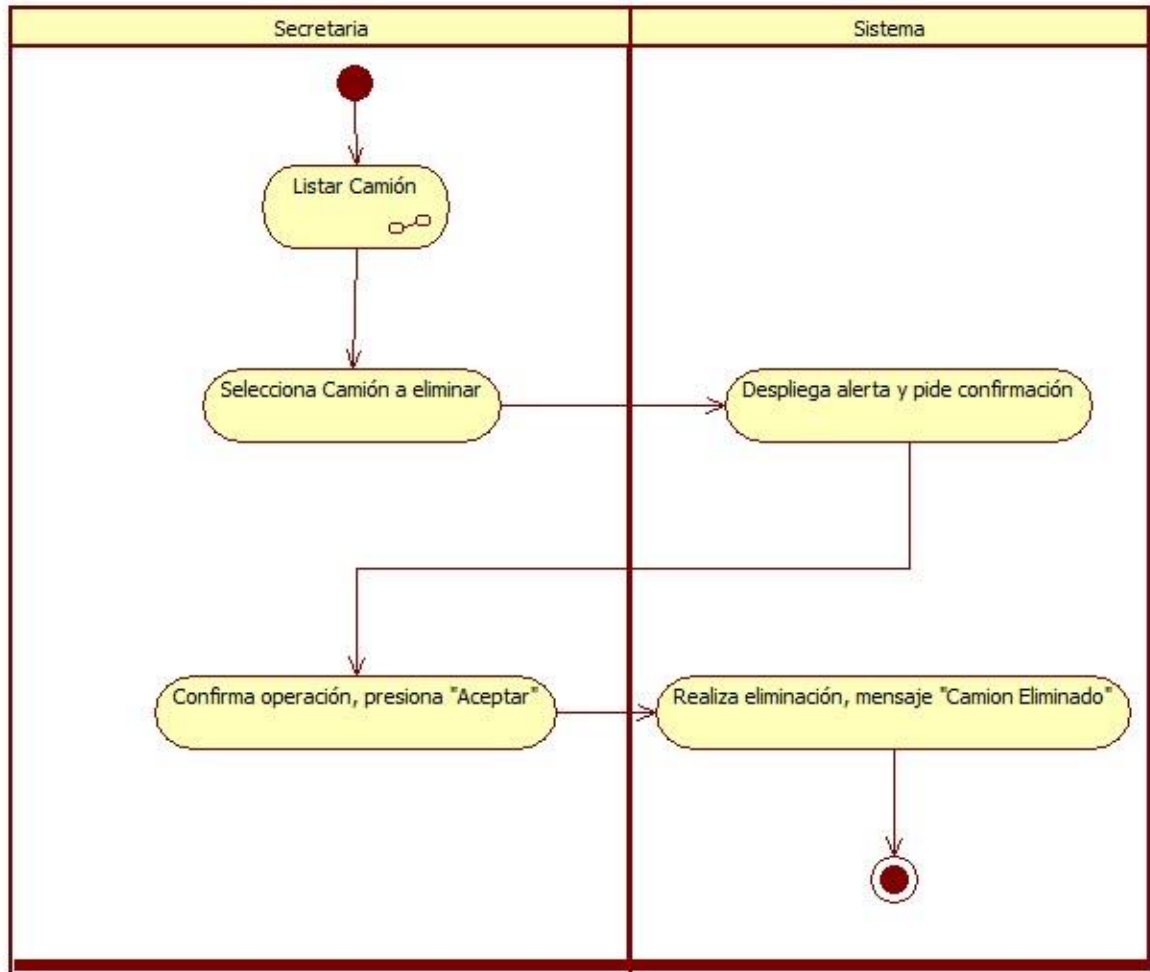 Secretaria
Sistema
Listar Camión
Selecciona Camión a eliminar
Despliega alerta y pide confirmación
Confirma operación, presiona "Aceptar"
Realiza eliminación, mensaje "Camion Eliminado"